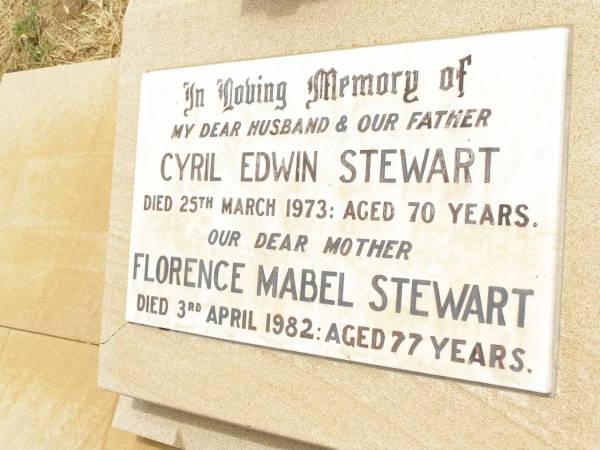 In Loving Memory of
MY DEAR HUSBAND & OUR FATHER
CYRIL EDWIN STEWART
DIED 25TH MARCH 1973: AGED 70 YEARS.
OUR DEAR MOTHER
FLORENCE MABEL STEWART
DIED 3RD APRIL 1982: AGED 77 YEARS.